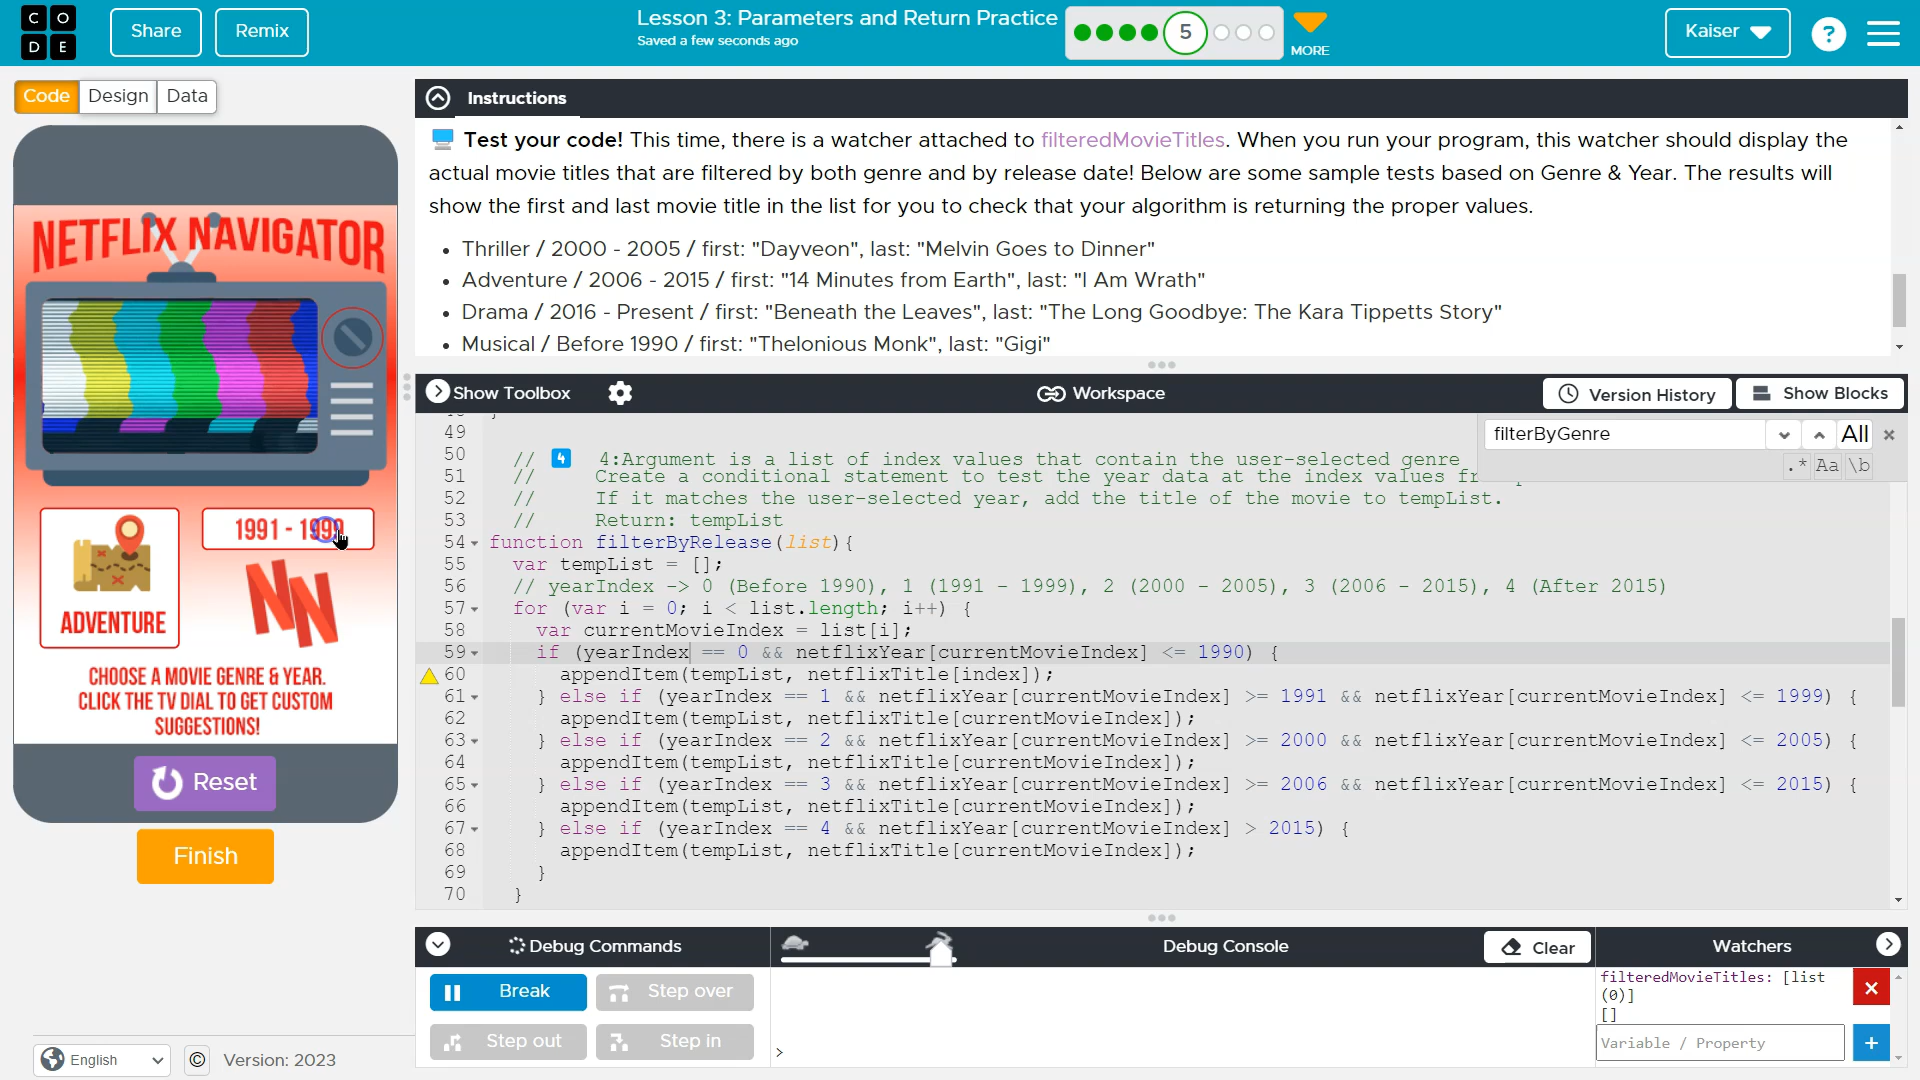 C O
D E
Share
Remix
Lesson 3: Parameters and Return Practice
Saved a few seconds ago
5
MORE
Kaiser
?
Code
Design
Data
Instructions
Test your code! This time, there is a watcher attached to filteredMovieTitles. When you run your program, this watcher should display the
actual movie titles that are filtered by both genre and by release date! Below are some sample tests based on Genre & Year. The results will
show the first and last movie title in the list for you to check that your algorithm is returning the proper values.
• Thriller / 2000 - 2005 / first: "Dayveon", last: "Melvin Goes to Dinner"
• Adventure / 2006 - 2015 / first: "14 Minutes from Earth", last: "I Am Wrath"
• Drama / 2016 - Present / first: "Beneath the Leaves", last: "The Long Goodbye: The Kara Tippetts Story"
• Musical / Before 1990 / first: "Thelonious Monk", last: "Gigi"
NETFLIX NAVIGATOR
ADVENTURE
1991 - 1999
NN
CHOOSE A MOVIE GENRE & YEAR.
CLICK THE TV DIAL TO GET CUSTOM
SUGGESTIONS!
Reset
Finish
Show Toolbox
Workspace
Version History
Show Blocks
filterByGenre
All
.* Aa \b
49
50 // 4 4:Argument is a list of index values that contain the user-selected genre
51 // Create a conditional statement to test the year data at the index values
52 // If it matches the user-selected year, add the title of the movie to tempList.
53 // Return: tempList
54 function filterByRelease(list){
55 var tempList = [];
56 // yearIndex -> 0 (Before 1990), 1 (1991 - 1999), 2 (2000 - 2005), 3 (2006 - 2015), 4 (After 2015)
57 for (var i = 0; i < list.length; i++) {
58 var currentMovieIndex = list[i];
59 if (yearIndex == 0 && netflixYear[currentMovieIndex] <= 1990) {
60 appendItem(tempList, netflixTitle[index]);
61 } else if (yearIndex == 1 && netflixYear[currentMovieIndex] >= 1991 && netflixYear[currentMovieIndex] <= 1999) {
62 appendItem(tempList, netflixTitle[currentMovieIndex]);
63 } else if (yearIndex == 2 && netflixYear[currentMovieIndex] >= 2000 && netflixYear[currentMovieIndex] <= 2005) {
64 appendItem(tempList, netflixTitle[currentMovieIndex]);
65 } else if (yearIndex == 3 && netflixYear[currentMovieIndex] >= 2006 && netflixYear[currentMovieIndex] <= 2015) {
66 appendItem(tempList, netflixTitle[currentMovieIndex]);
67 } else if (yearIndex == 4 && netflixYear[currentMovieIndex] > 2015) {
68 appendItem(tempList, netflixTitle[currentMovieIndex]);
69 }
70 }
Debug Commands
Debug Console
Clear
Watchers
Break
Step over
Step out
Step in
>
filteredMovieTitles: [list
(0)]
[]
Variable / Property
English
©
Version: 2023